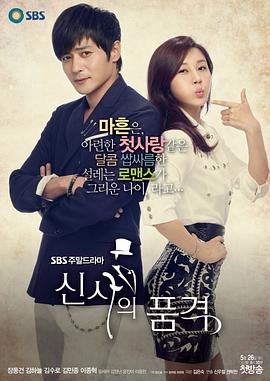 SBS
마흔은,
아련한 첫사랑같은
달콤 쌉싸름한
설레는 로맨스가
그리운 나이라고...
SBS 주말드라마
신사의 품격
장동건 김하늘 김수로 김민종 이종혁
첫방송